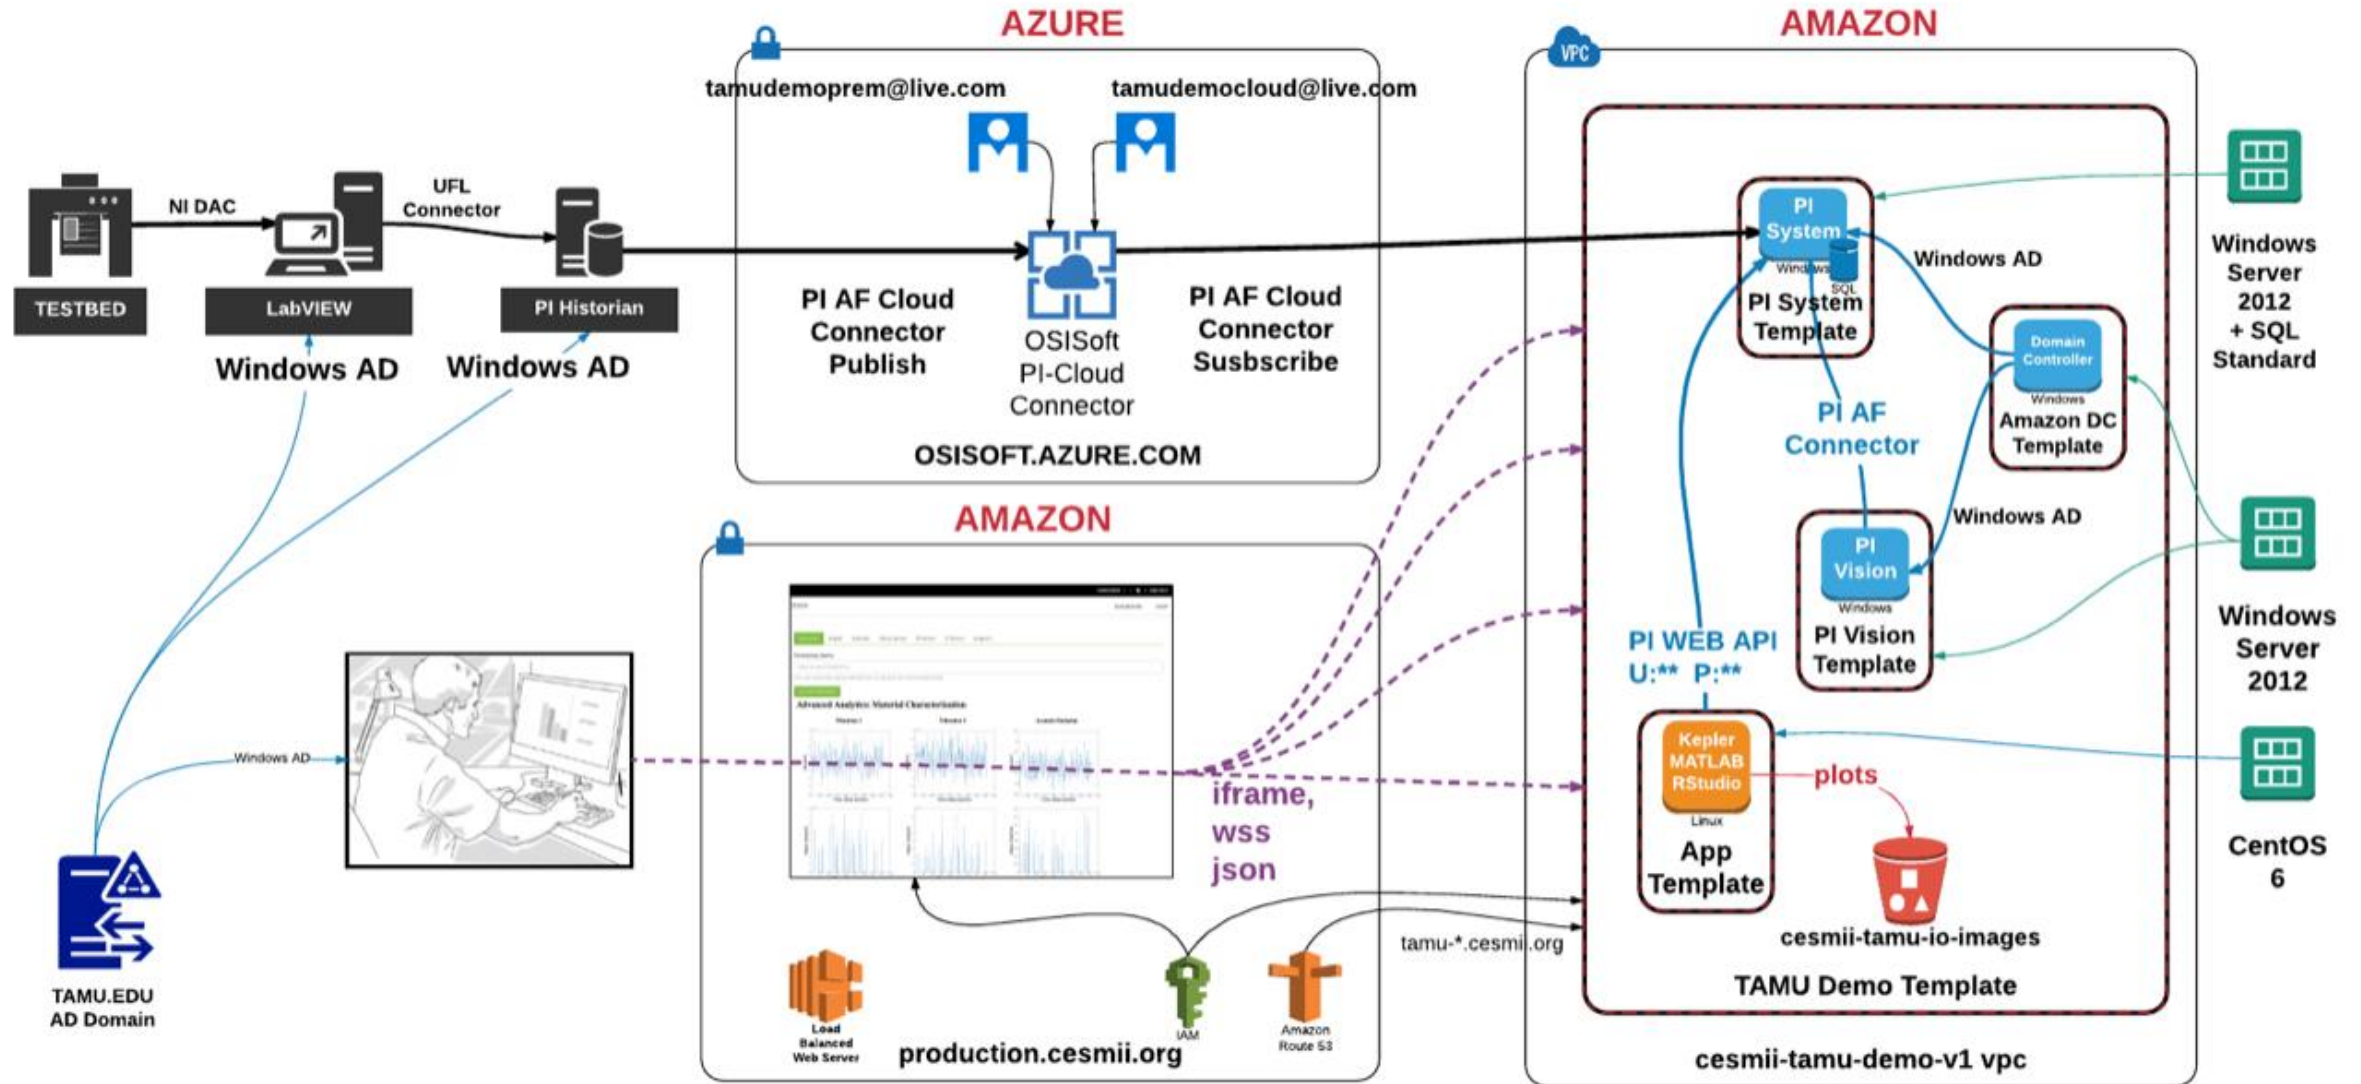 AZURE
AMAZON
VPC
tamudemoprem@live.com
tamudemocloud@live.com
NI DAC
UFL
Connector
TESTBED
LabVIEW
PI Historian
Windows AD
Windows AD
PI AF Cloud
Connector
Publish
OSISoft
PI-Cloud
Connector
PI AF Cloud
Connector
Susbscribe
OSISOFT.AZURE.COM
PI
System
Windows
SQL
PI System
Template
Windows AD
Windows
Server
2012
+ SQL
Standard
Domain
Controller
Windows
Amazon DC
Template
PI AF
Connector
Windows AD
PI
Vision
Windows
PI Vision
Template
Windows
Server
2012
AMAZON
Advanced Analytics: Material Characterization
PI WEB API
U:** P:**
Kepler
MATLAB
RStudio
Linux
App
Template
plots
CentOS
6
cesmii-tamu-io-images
TAMU Demo Template
cesmii-tamu-demo-v1 vpc
Windows AD
iframe,
wss
json
tamu-*.cesmii.org
TAMU.EDU
AD Domain
Load
Balanced
Web Server
production.cesmii.org
IAM
Amazon
Route 53